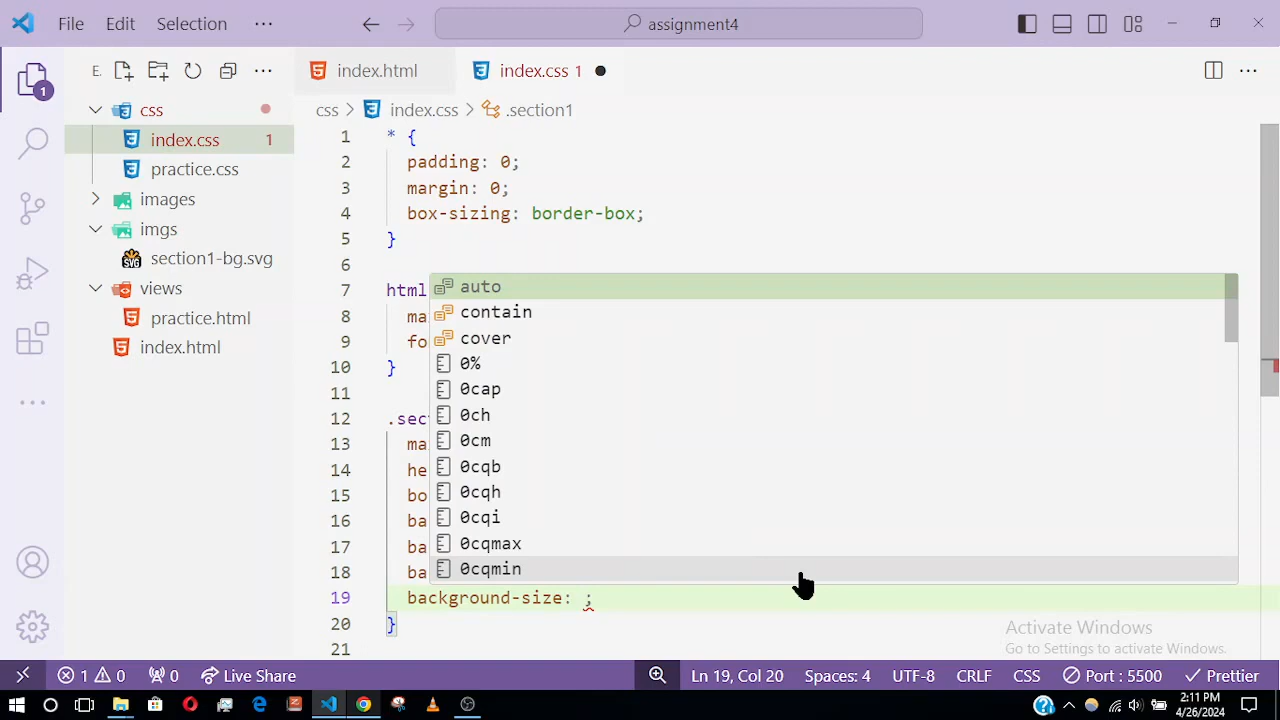 File Edit Selection ··· assignment4
E. ··· index.html index.css 1 ···
css index.css .section1
css
index.css 1
practice.css
images
imgs
section1-bg.svg
views
practice.html
index.html
1 * {
2 padding: 0;
3 margin: 0;
4 box-sizing: border-box;
5 }
6
7 html
8 ma
9 fo
10 }
11
12 .sec
13 ma
14 he
15 bo
16 ba
17 ba
18 ba
19 background-size: ;
20 }
21
auto
contain
cover
0%
0cap
0ch
0cm
0cqb
0cqh
0cqi
0cqmax
0cqmin
Activate Windows
Go to Settings to activate Windows.
1 0 0 Live Share Ln 19, Col 20 Spaces: 4 UTF-8 CRLF CSS Port : 5500 Prettier
2:11 PM
4/26/2024